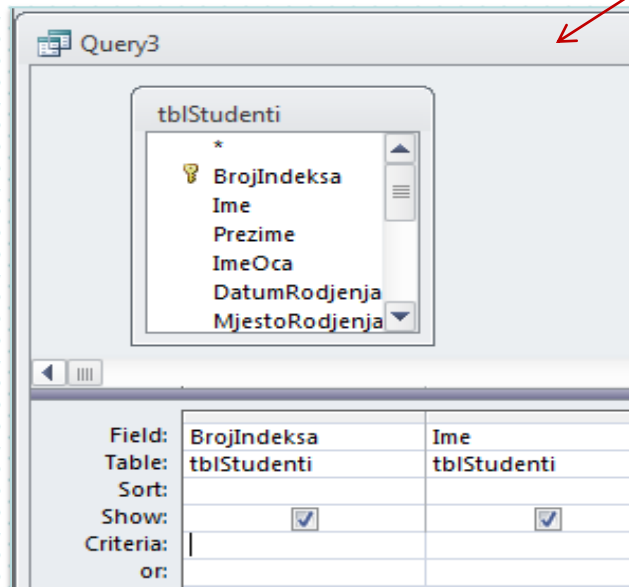 Query3
tblStudenti
*
BrojIndeksa
Ime
Prezime
ImeOca
DatumRodjenja
MjestoRodjenja
Field: BrojIndeksa Ime
Table: tblStudenti tblStudenti
Sort:
Show:
Criteria:
or: